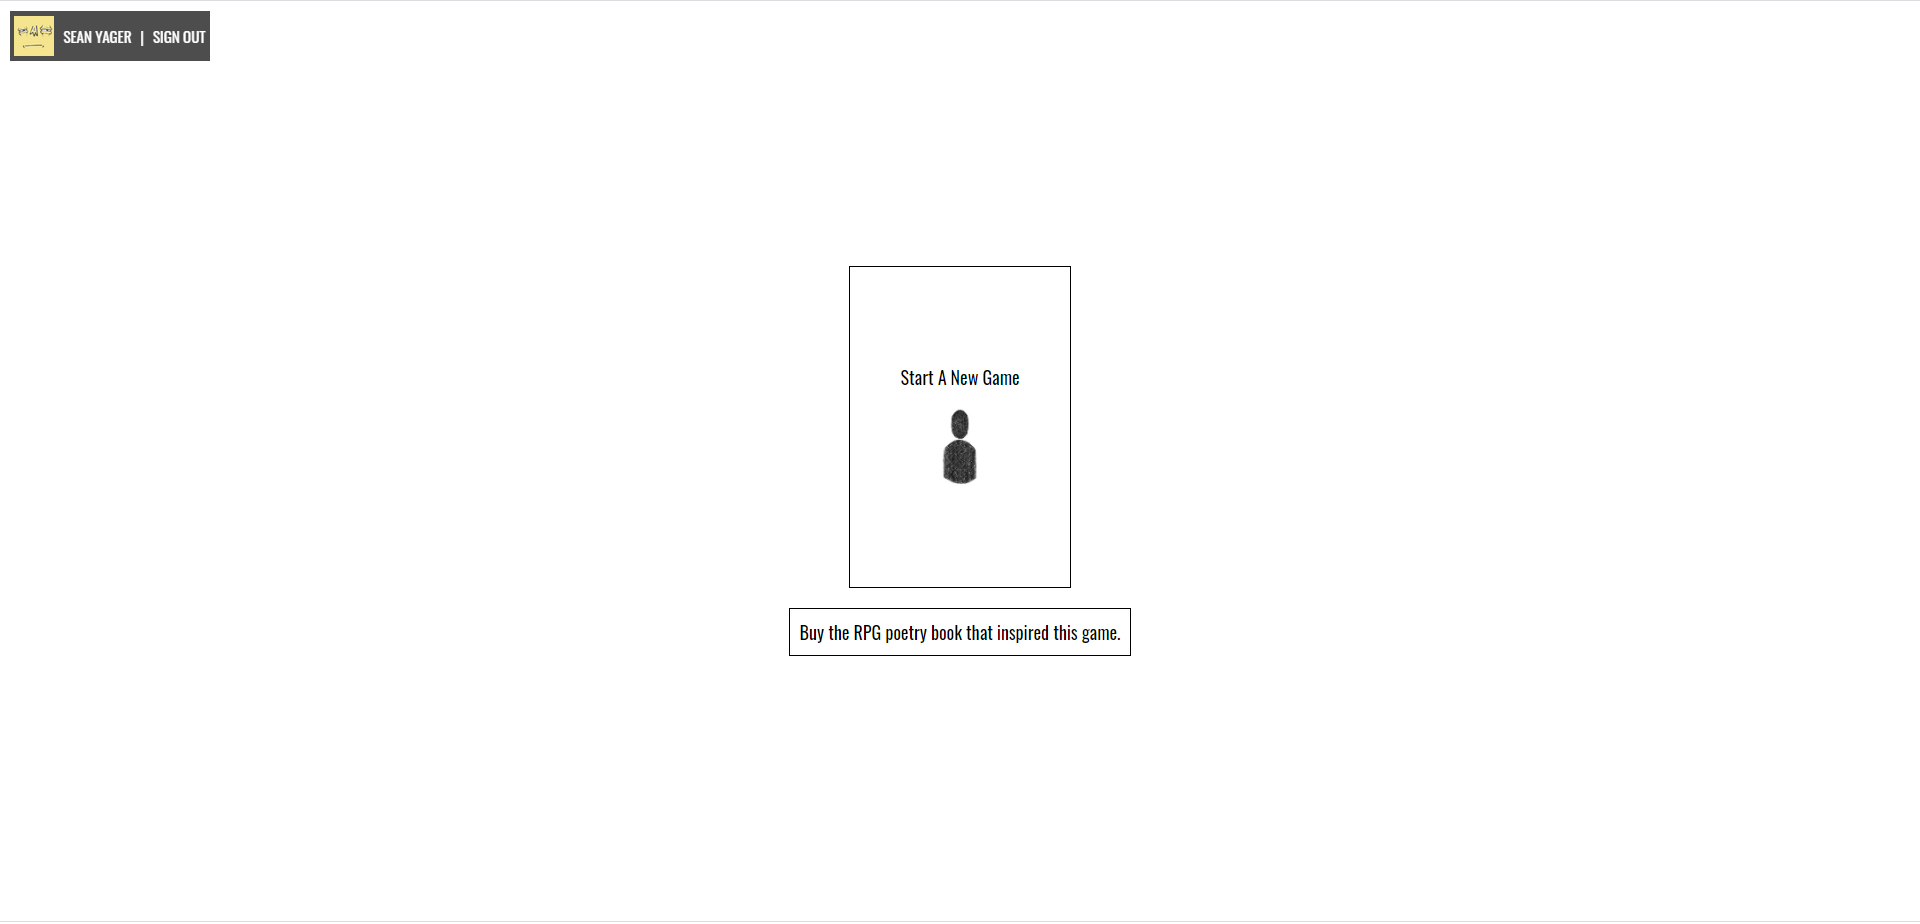 SEAN YAGER | SIGN OUT
Start A New Game
Buy the RPG poetry book that inspired this game.